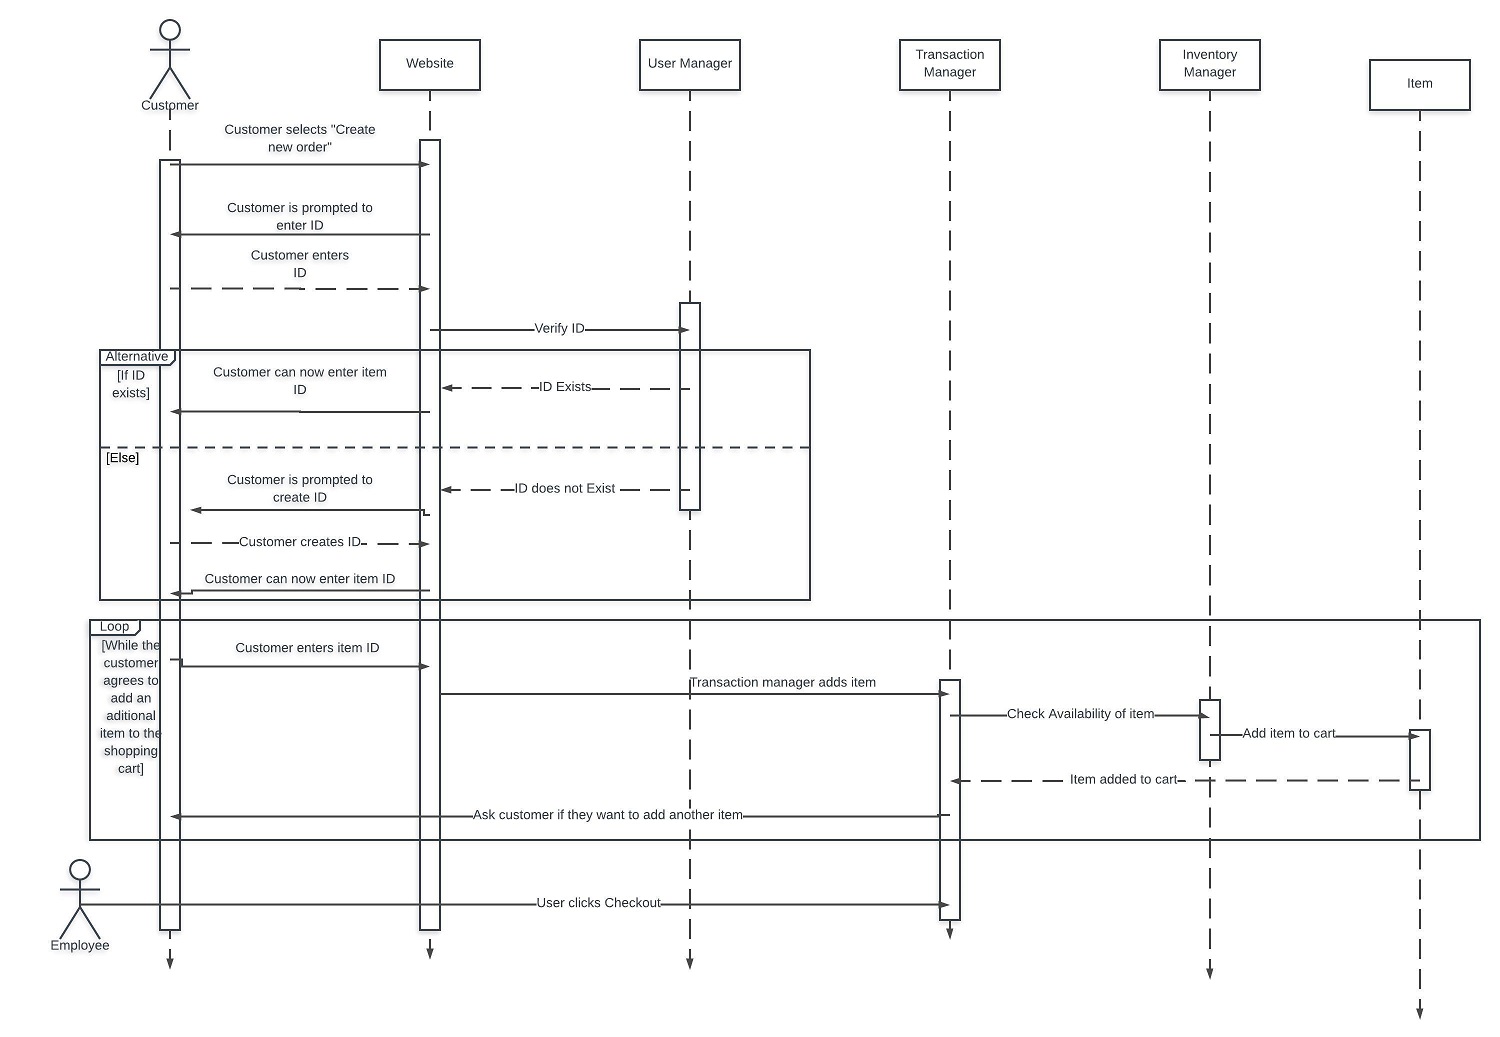 Customer
Website
User Manager
Transaction
Manager
Inventory
Manager
Item
Customer selects "Create
new order"
Customer is prompted to
enter ID
Customer enters
ID
Verify ID
Alternative
[If ID
exists]
Customer can now enter item
ID
ID Exists
[Else]
Customer is prompted to
create ID
ID does not Exist
Customer creates ID
Customer can now enter item ID
Loop
[While the
customer
agrees to
add an
aditional
item to the
shopping
cart]
Customer enters item ID
Transaction manager adds item
Check Availability of item
Add item to cart
Item added to cart
Ask customer if they want to add another item
User clicks Checkout
Employee